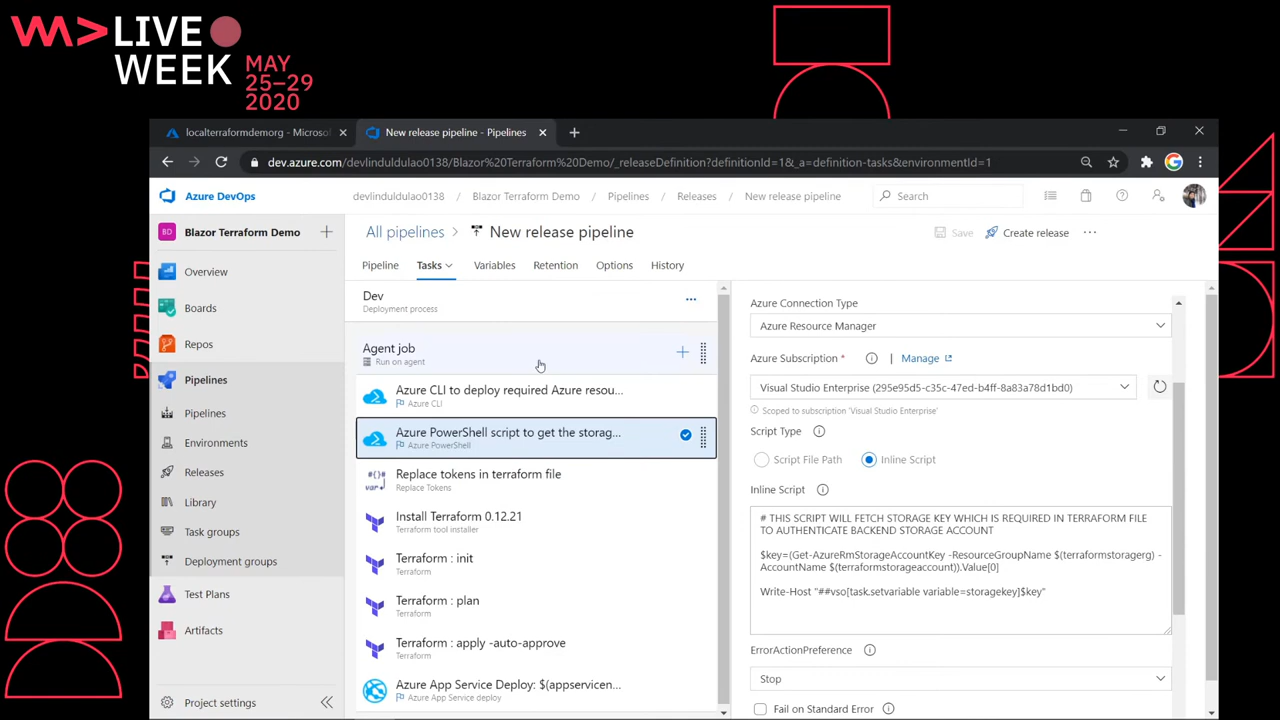 LIVE
WEEK
MAY
25–29
2020
localterraformdemorg - Microsof
New release pipeline - Pipelines
dev.azure.com/devlinduldulao0138/Blazor%20Terraform%20Demo/_releaseDefinition?definitionId=1&_a=definition-tasks&environmentId=1
Azure DevOps
devlinduldulao0138 / Blazor Terraform Demo / Pipelines / Releases / New release pipeline
Search
BD Blazor Terraform Demo
All pipelines > New release pipeline
Save
Create release
Pipeline
Tasks
Variables
Retention
Options
History
Overview
Boards
Repos
Pipelines
Pipelines
Environments
Releases
Library
Task groups
Deployment groups
Test Plans
Artifacts
Project settings
Dev
Deployment process
Agent job
Run on agent
Azure CLI to deploy required Azure resou...
Azure CLI
Azure PowerShell script to get the storag...
Azure PowerShell
Replace tokens in terraform file
Replace Tokens
Install Terraform 0.12.21
Terraform tool installer
Terraform : init
Terraform
Terraform : plan
Terraform
Terraform : apply -auto-approve
Terraform
Azure App Service Deploy: $(appservicen...
Azure App Service deploy
Azure Connection Type
Azure Resource Manager
Azure Subscription * | Manage
Visual Studio Enterprise (295e95d5-c35c-47ed-b4ff-8a83a78d1bd0)
Scoped to subscription 'Visual Studio Enterprise'
Script Type
Script File Path
Inline Script
Inline Script
# THIS SCRIPT WILL FETCH STORAGE KEY WHICH IS REQUIRED IN TERRAFORM FILE
TO AUTHENTICATE BACKEND STORAGE ACCOUNT
$key=(Get-AzureRmStorageAccountKey -ResourceGroupName $(terraformstoragerg) -
AccountName $(terraformstorageaccount)).Value[0]
Write-Host "##vso[task.setvariable variable=storagekey]$key"
ErrorActionPreference
Stop
Fail on Standard Error